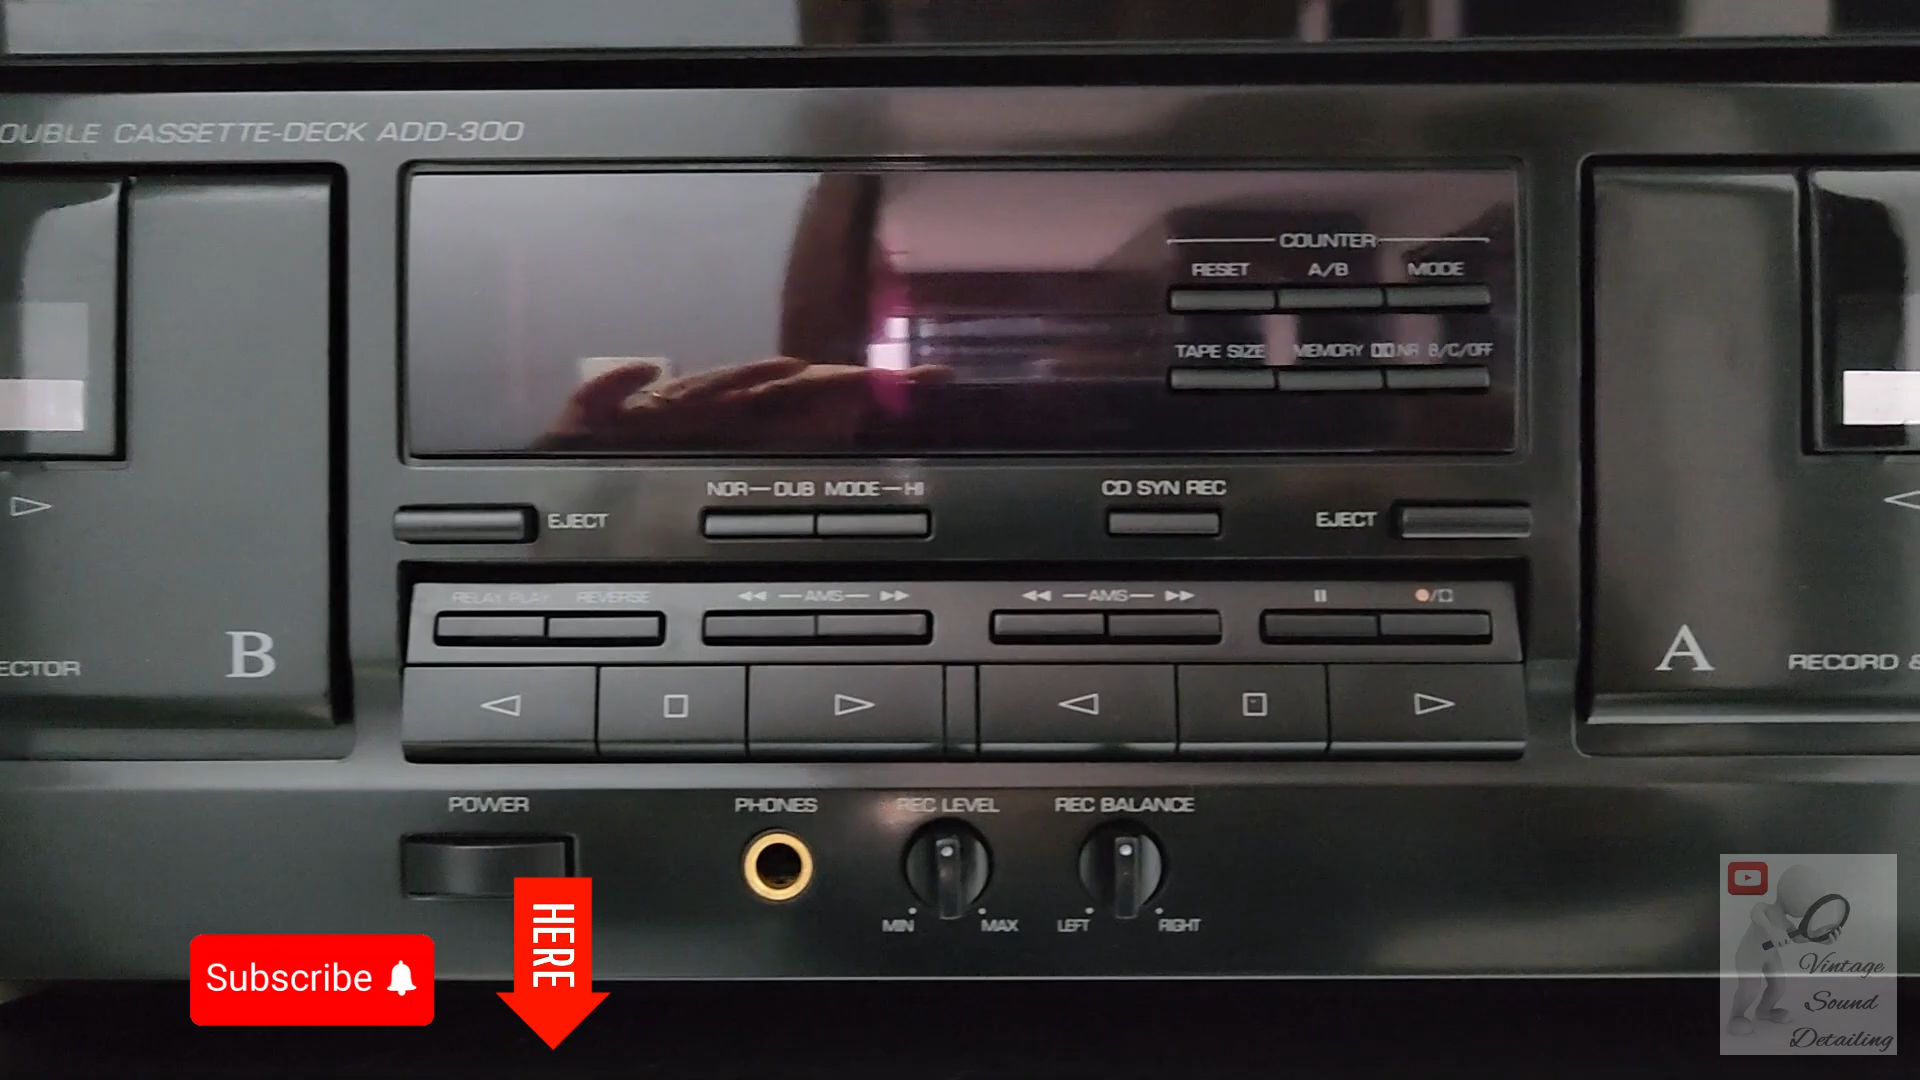 OUBLE CASSETTE-DECK ADD-300
COUNTER
RESET A/B MODE
TAPE SIZE MEMORY NR B/C/OFF
NOR DUB MODE HI
CD SYN REC
EJECT
EJECT
RELAY PLAY REVERSE
AMS
AMS
B
ECTOR
A
RECORD &
POWER
PHONES
REC LEVEL
REC BALANCE
MIN MAX
LEFT RIGHT
Subscribe
HERE
Vintage
Sound
Detailing